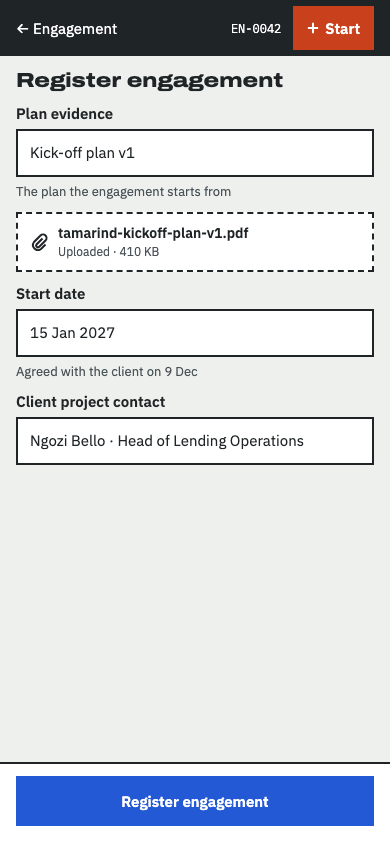 ← Engagement
EN-0042
+ Start
Register engagement
Plan evidence
Kick-off plan v1
The plan the engagement starts from
tamarind-kickoff-plan-v1.pdf
Uploaded · 410 KB
Start date
15 Jan 2027
Agreed with the client on 9 Dec
Client project contact
Ngozi Bello · Head of Lending Operations
Register engagement